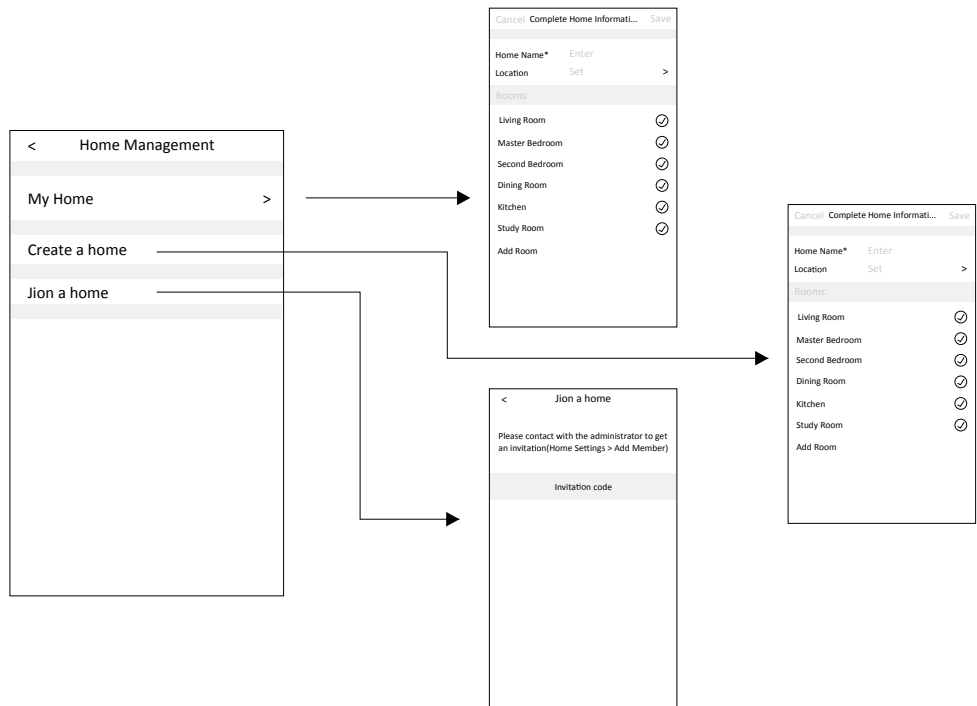 < Home Management
My Home >
Create a home
Jion a home
Cancel Complete Home Informati... Save
Home Name* Enter
Location Set >
Rooms:
Living Room
Master Bedroom
Second Bedroom
Dining Room
Kitchen
Study Room
Add Room
Cancel Complete Home Informati... Save
Home Name* Enter
Location Set >
Rooms:
Living Room
Master Bedroom
Second Bedroom
Dining Room
Kitchen
Study Room
Add Room
< Jion a home
Please contact with the administrator to get
an invitation(Home Settings > Add Member)
Invitation code